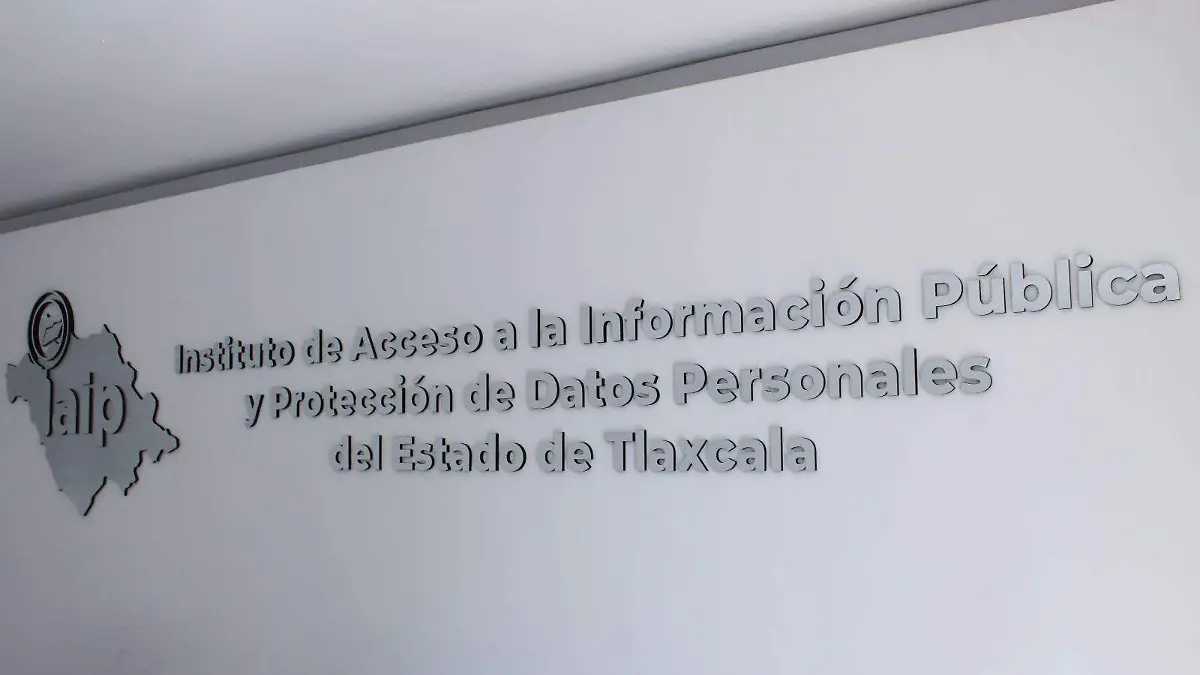 iaip
Instituto de Acceso a la Información Pública
y Protección de Datos Personales
del Estado de Tlaxcala